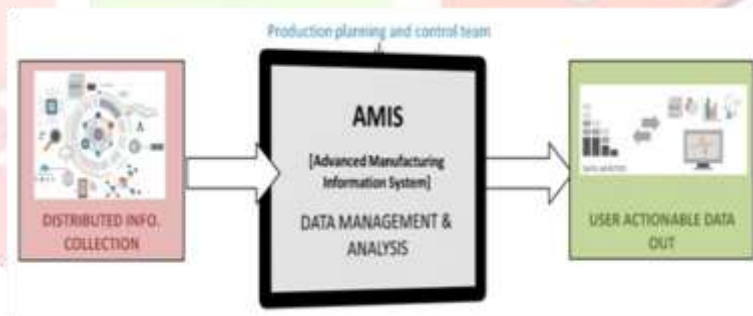 Production planning and control team
AMIS
[Advanced Manufacturing
Information System]
DATA MANAGEMENT &
ANALYSIS
DISTRIBUTED INFO.
COLLECTION
USER ACTIONABLE DATA
OUT